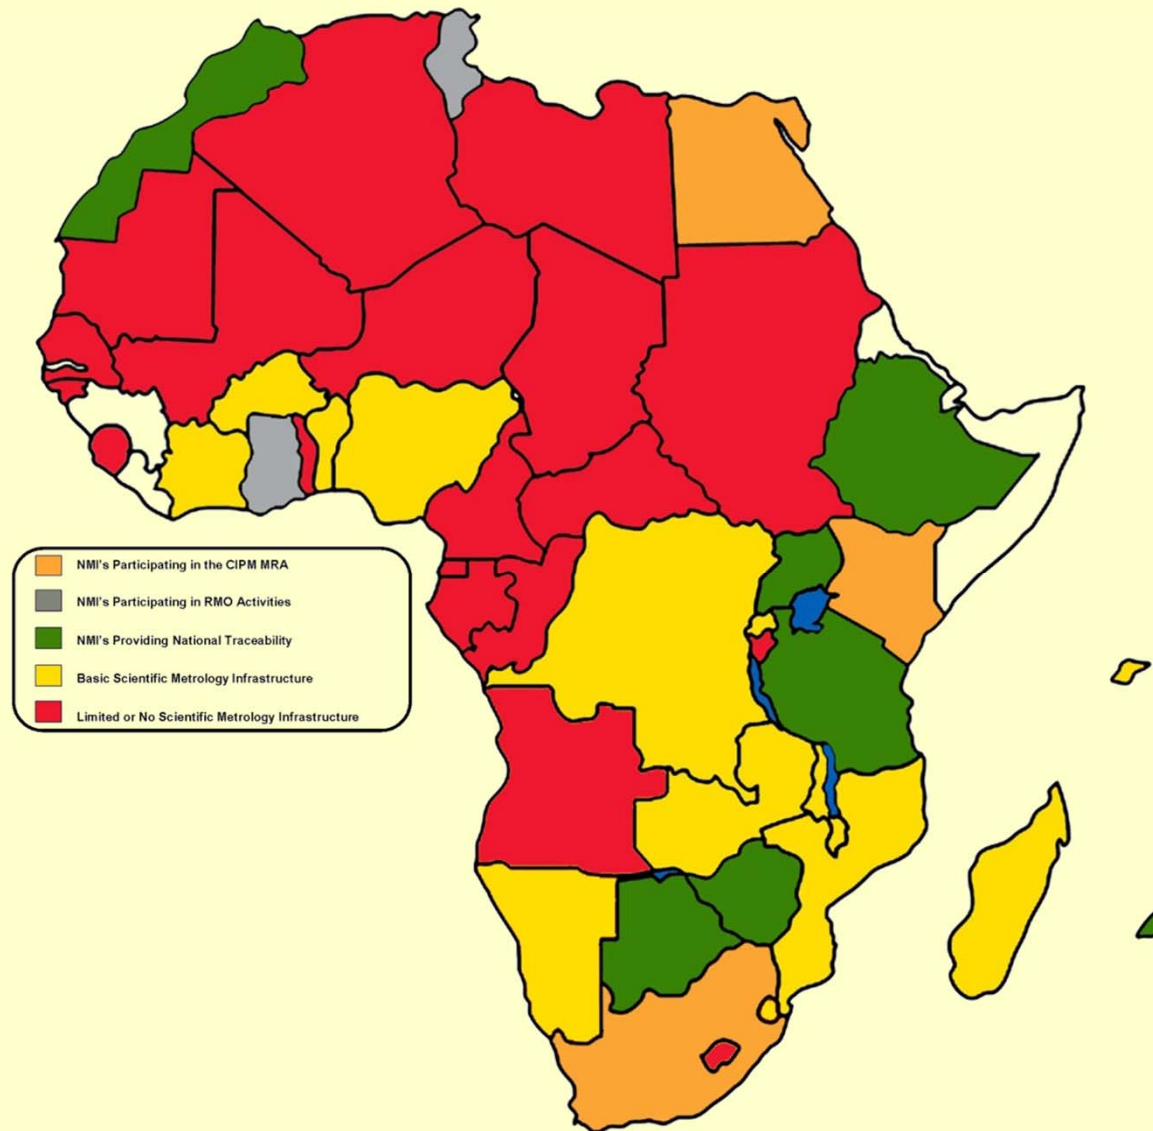 NMI's Participating in the CIPM MRA
NMI's Participating in RMO Activities
NMI's Providing National Traceability
Basic Scientific Metrology Infrastructure
Limited or No Scientific Metrology Infrastructure